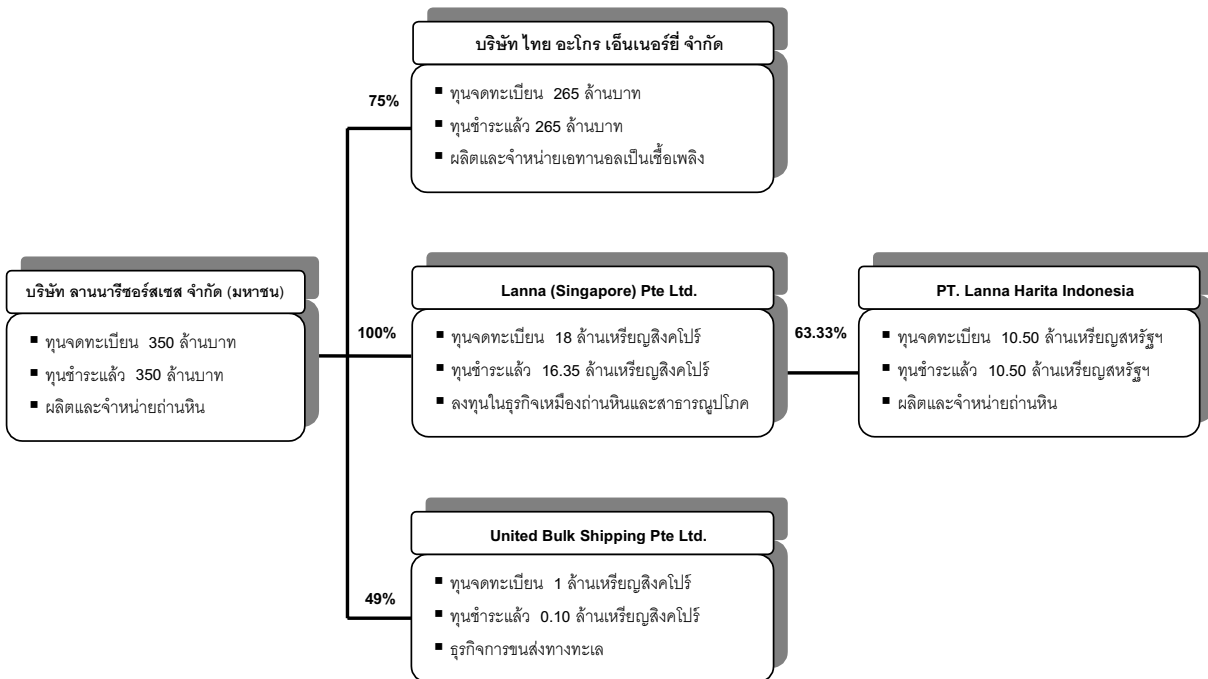 บริษัท ไทย อะโกร เอ็นเนอร์ยี่ จำกัด
75%
▪ ทุนจดทะเบียน 265 ล้านบาท
▪ ทุนชำระแล้ว 265 ล้านบาท
▪ ผลิตและจำหน่ายเอทานอลเป็นเชื้อเพลิง
บริษัท ลานนารีซอร์สเซส จำกัด (มหาชน)
▪ ทุนจดทะเบียน 350 ล้านบาท
▪ ทุนชำระแล้ว 350 ล้านบาท
▪ ผลิตและจำหน่ายถ่านหิน
100%
Lanna (Singapore) Pte Ltd.
▪ ทุนจดทะเบียน 18 ล้านเหรียญสิงคโปร์
▪ ทุนชำระแล้ว 16.35 ล้านเหรียญสิงคโปร์
▪ ลงทุนในธุรกิจเหมืองถ่านหินและสาธารณูปโภค
63.33%
PT. Lanna Harita Indonesia
▪ ทุนจดทะเบียน 10.50 ล้านเหรียญสหรัฐฯ
▪ ทุนชำระแล้ว 10.50 ล้านเหรียญสหรัฐฯ
▪ ผลิตและจำหน่ายถ่านหิน
United Bulk Shipping Pte Ltd.
49%
▪ ทุนจดทะเบียน 1 ล้านเหรียญสิงคโปร์
▪ ทุนชำระแล้ว 0.10 ล้านเหรียญสิงคโปร์
▪ ธุรกิจการขนส่งทางทะเล